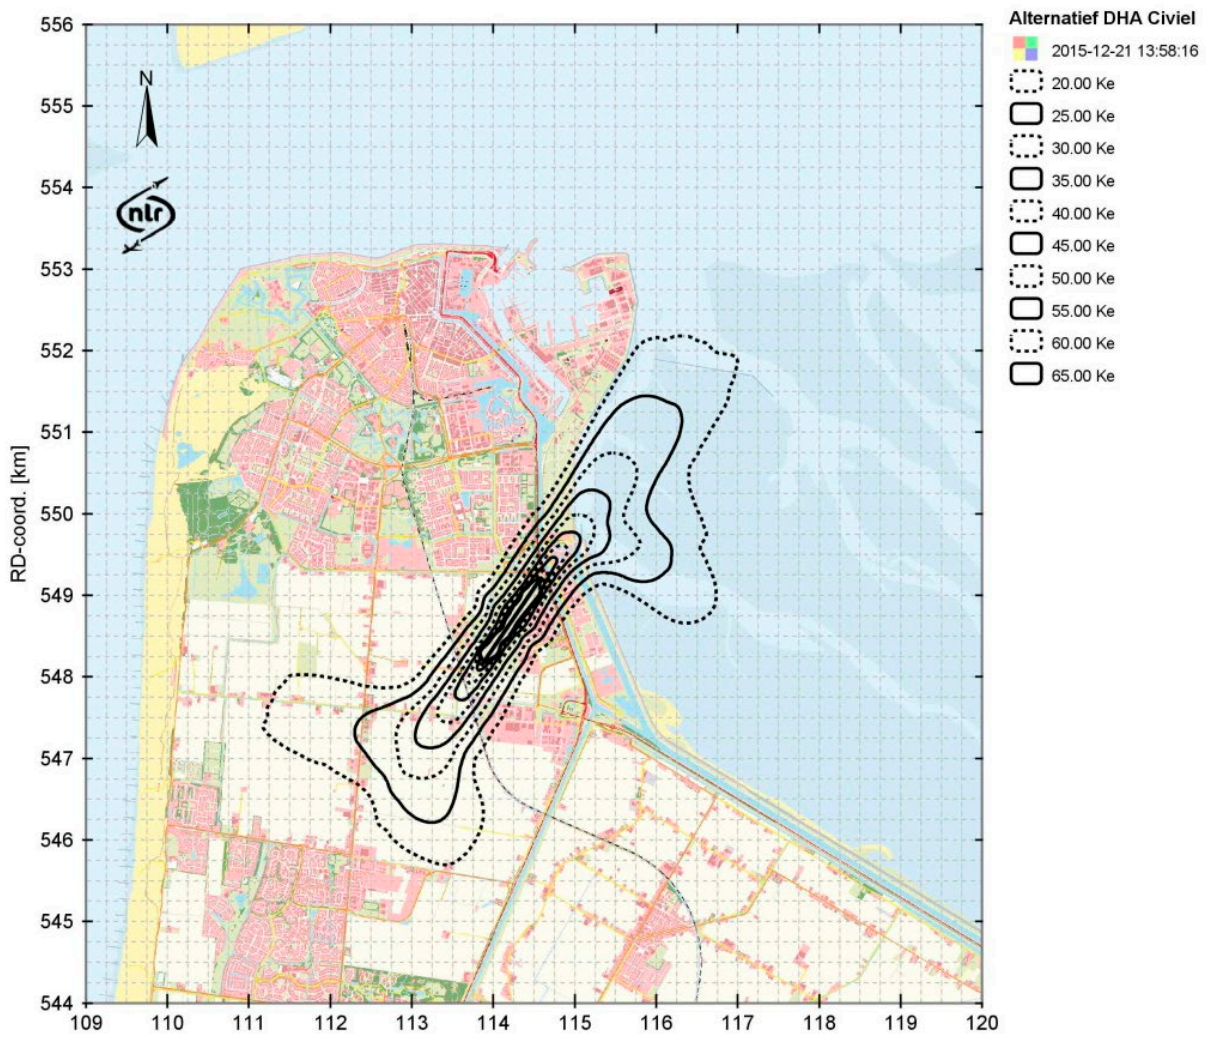 Alternatief DHA Civiel
2015-12-21 13:58:16
20.00 Ke
25.00 Ke
30.00 Ke
35.00 Ke
40.00 Ke
45.00 Ke
50.00 Ke
55.00 Ke
60.00 Ke
65.00 Ke
N
nlr
RD-coord. [km]
556
555
554
553
552
551
550
549
548
547
546
545
544
109 110 111 112 113 114 115 116 117 118 119 120